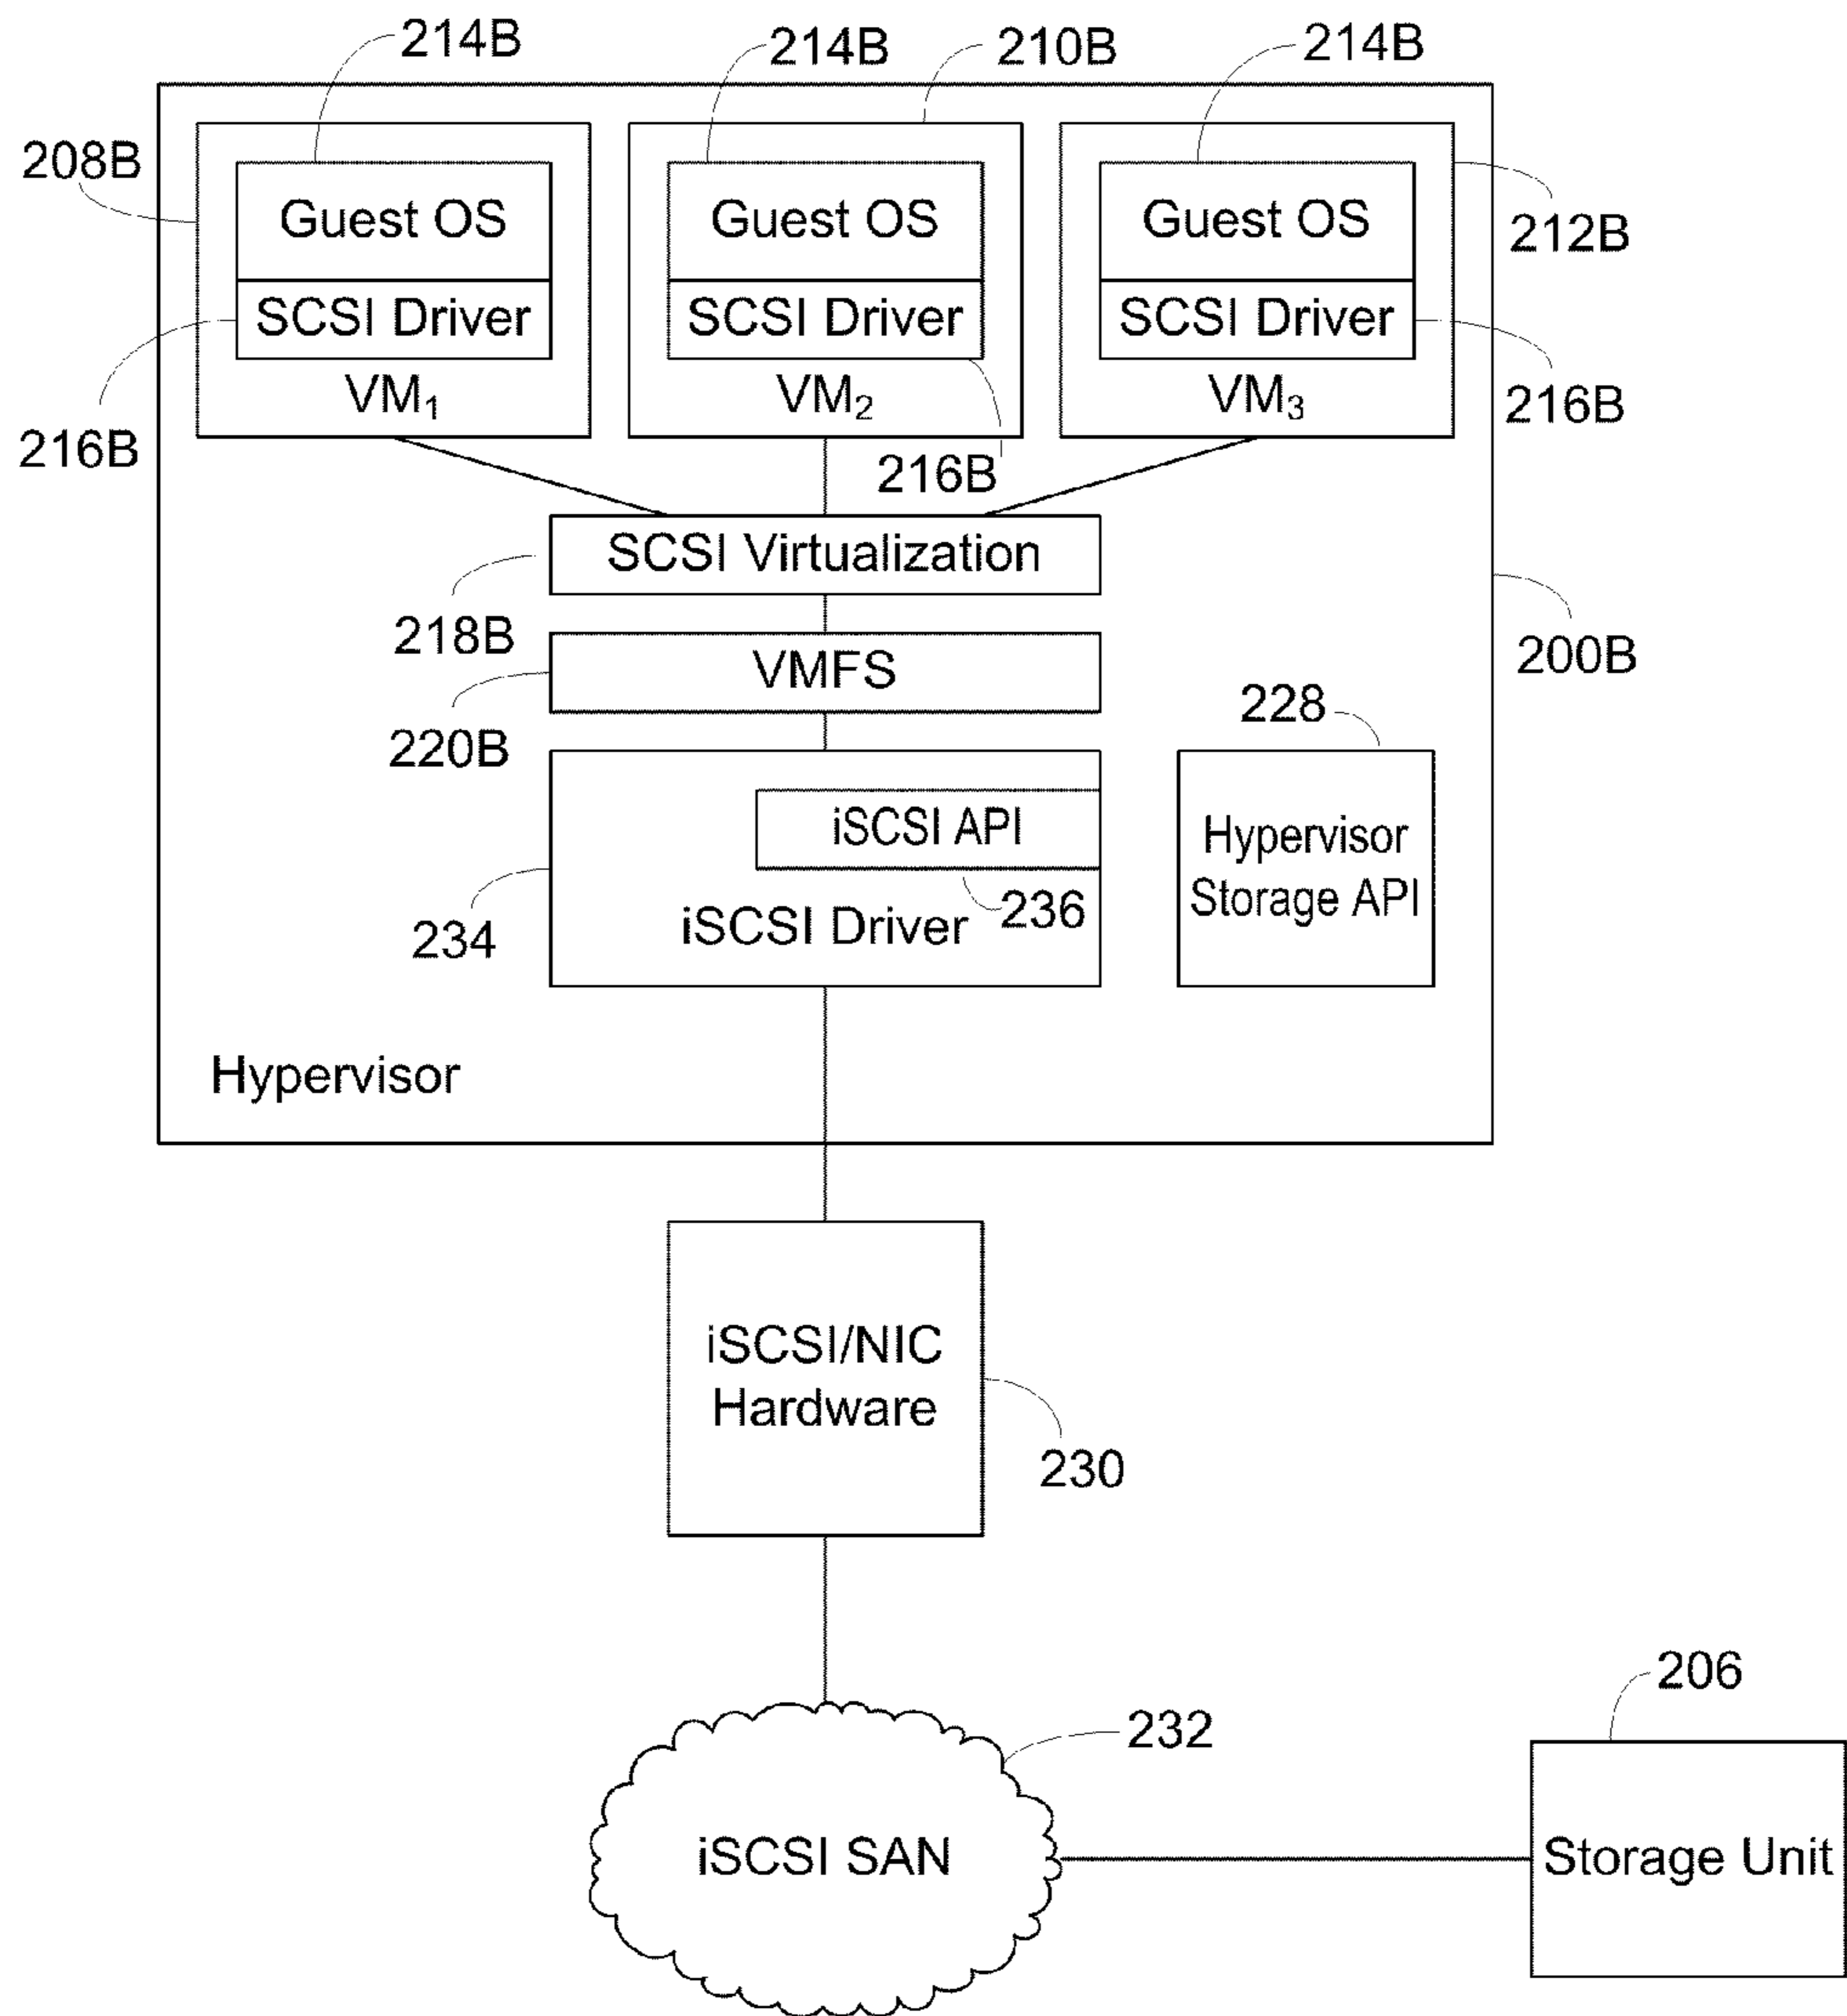 214B
214B
210B
214B
208B
Guest OS
Guest OS
Guest OS
212B
SCSI Driver
SCSI Driver
SCSI Driver
VM₁
VM₂
VM₃
216B
216B
216B
SCSI Virtualization
218B
200B
VMFS
220B
228
iSCSI API
236
iSCSI Driver
234
Hypervisor
Storage API
Hypervisor
iSCSI/NIC
Hardware
230
206
232
iSCSI SAN
Storage Unit